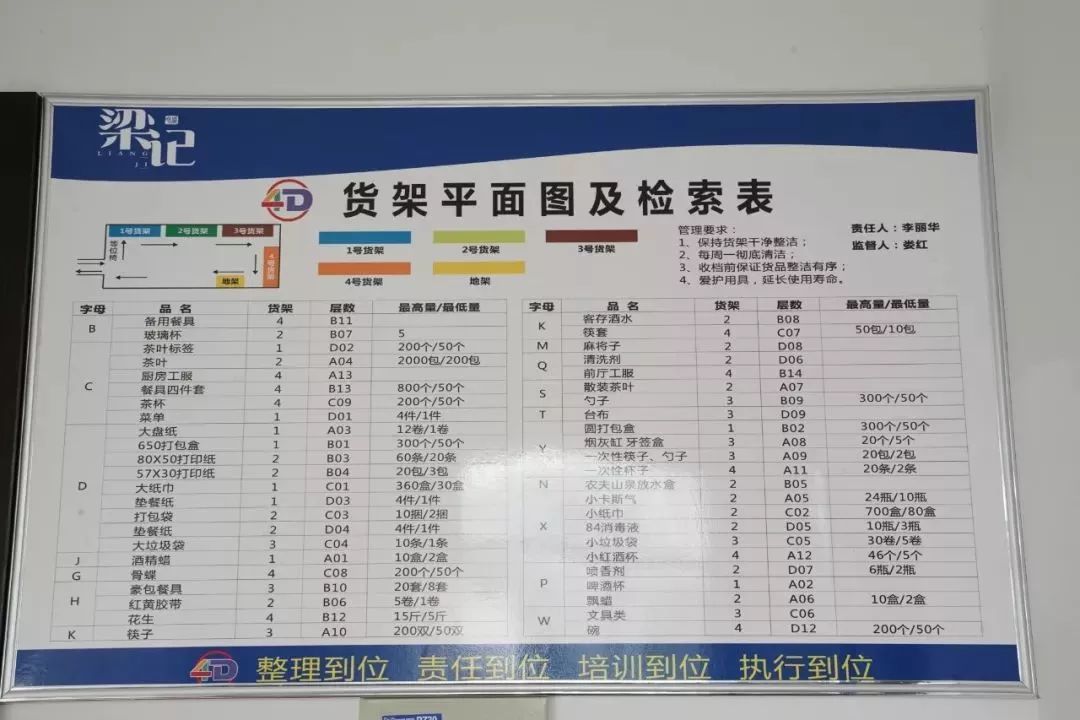 梁记
LIANG JI
4D 货架平面图及检索表
1号货架 2号货架 3号货架
等位椅
4号货架
地架
1号货架 2号货架 3号货架
4号货架 地架
管理要求：
1、保持货架干净整洁；
2、每周一彻底清洁；
3、收档前保证货品整洁有序；
4、爱护用具，延长使用寿命。
责任人：李丽华
监督人：娄红
字母 品名 货架 层数 最高量/最低量
B 备用餐具 4 B11
玻璃杯 2 B07 5
C 茶叶标签 1 D02 200个/50个
茶叶 2 A04 2000包/200包
厨房工服 4 A13
餐具四件套 4 B13 800个/50个
茶杯 4 C09 200个/50个
菜单 1 D01 4件/1件
D 大盘纸 1 A03 12卷/1卷
650打包盒 1 B01 300个/50个
80X50打印纸 2 B03 60条/20条
57X30打印纸 2 B04 20包/3包
大纸巾 1 C01 360盒/30盒
垫餐纸 1 D03 4件/1件
打包袋 2 C03 10捆/2捆
垫餐纸 2 D04 4件/1件
大垃圾袋 3 C04 10条/1条
J 酒精蜡 1 A01 10盒/2盒
G 骨蝶 4 C08 200个/50个
H 豪包餐具 3 B10 20套/8套
红黄胶带 2 B06 5卷/1卷
花生 4 B12 15斤/5斤
K 筷子 3 A10 200双/50双
字母 品名 货架 层数 最高量/最低量
K 客存酒水 2 B08
筷套 4 C07 50包/10包
M 麻将子 2 D08
Q 清洗剂 2 D06
前厅工服 4 B14
S 散装茶叶 2 A07
勺子 3 B09 300个/50个
T 台布 3 D09
Y 圆打包盒 1 B02 300个/50个
烟灰缸 牙签盒 3 A08 20个/5个
一次性筷子、勺子 3 A09 20包/2包
一次性杯子 4 A11 20条/2条
N 农夫山泉放水盒 2 B05
X 小卡斯气 2 A05 24瓶/10瓶
小纸巾 2 C02 700盒/80盒
84消毒液 2 D05 10瓶/3瓶
小垃圾袋 3 C05 30卷/5卷
小红酒杯 4 A12 46个/5个
P 喷香剂 2 D07 6瓶/2瓶
啤酒杯 1 A02
飘蜡 2 A06 10盒/2盒
W 文具类 3 C06
碗 4 D12 200个/50个
4D 整理到位 责任到位 培训到位 执行到位